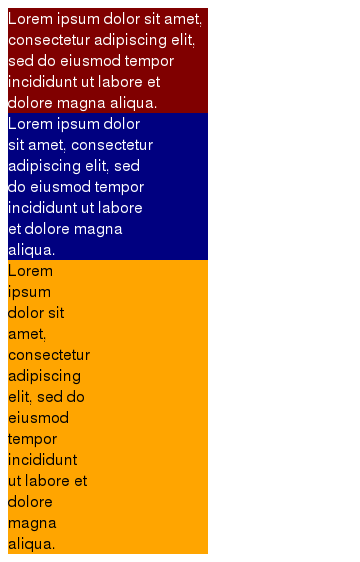 Lorem ipsum dolor sit amet,
consectetur adipiscing elit,
sed do eiusmod tempor
incididunt ut labore et
dolore magna aliqua.
Lorem ipsum dolor
sit amet, consectetur
adipiscing elit, sed
do eiusmod tempor
incididunt ut labore
et dolore magna
aliqua.
Lorem
ipsum
dolor sit
amet,
consectetur
adipiscing
elit, sed do
eiusmod
tempor
incididunt
ut labore et
dolore
magna
aliqua.